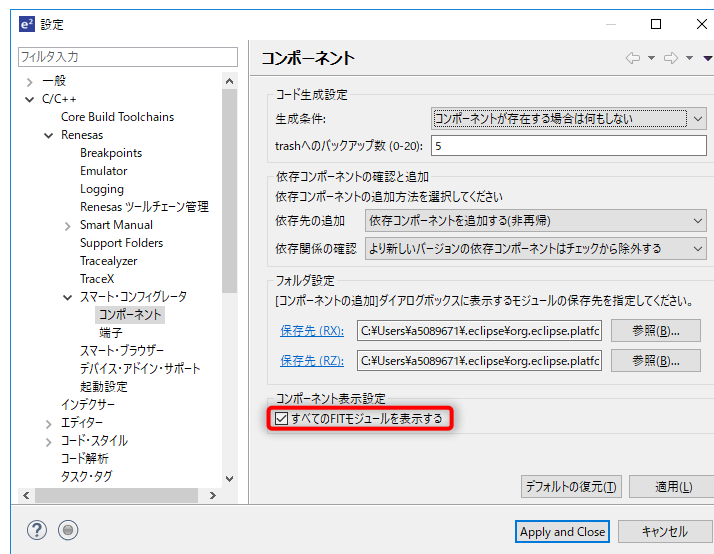 e² 設定
フィルタ入力
一般
C/C++
Core Build Toolchains
Renesas
Breakpoints
Emulator
Logging
Renesas ツールチェーン管理
Smart Manual
Support Folders
Tracealyzer
TraceX
スマート・コンフィグレータ
コンポーネント
端子
スマート・ブラウザー
デバイス・アドイン・サポート
起動設定
インデクサー
エディター
コード・スタイル
コード解析
タスク・タグ
コンポーネント
コード生成設定
生成条件: コンポーネントが存在する場合は何もしない
trashへのバックアップ数 (0-20): 5
依存コンポーネントの確認と追加
依存コンポーネントの追加方法を選択してください
依存先の追加 依存コンポーネントを追加する(非再帰)
依存関係の確認 より新しいバージョンの依存コンポーネントはチェックから除外する
フォルダ設定
[コンポーネントの追加]ダイアログボックスに表示するモジュールの保存先を指定してください。
保存先 (RX): C:¥Users¥a5089671¥.eclipse¥org.eclipse.platfc 参照(B)...
保存先 (RZ): C:¥Users¥a5089671¥.eclipse¥org.eclipse.platfc 参照(B)...
コンポーネント表示設定
すべてのFITモジュールを表示する
デフォルトの復元(T) 適用(L)
? Apply and Close キャンセル